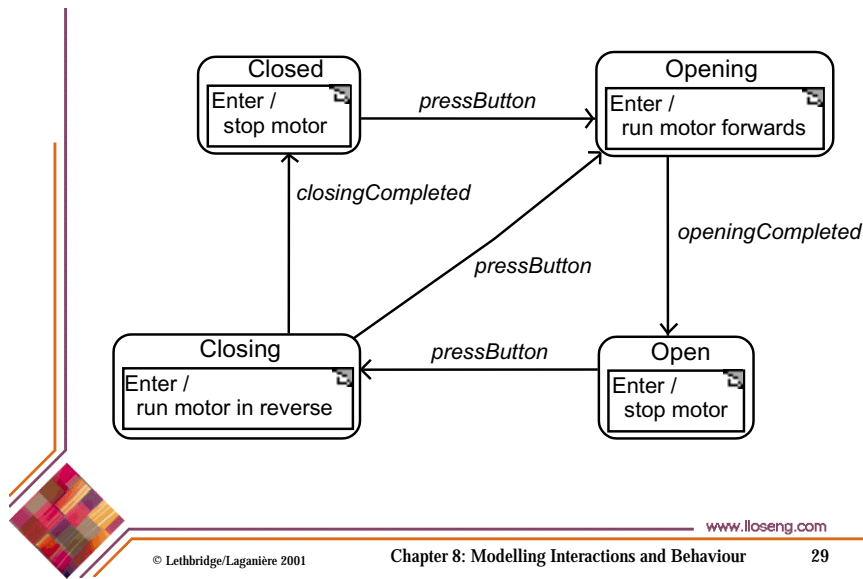 Closed
Enter /
stop motor
pressButton
Opening
Enter /
run motor forwards
closingCompleted
pressButton
openingCompleted
Closing
Enter /
run motor in reverse
pressButton
Open
Enter /
stop motor
www.lloseng.com
© Lethbridge/Laganière 2001
Chapter 8: Modelling Interactions and Behaviour
29